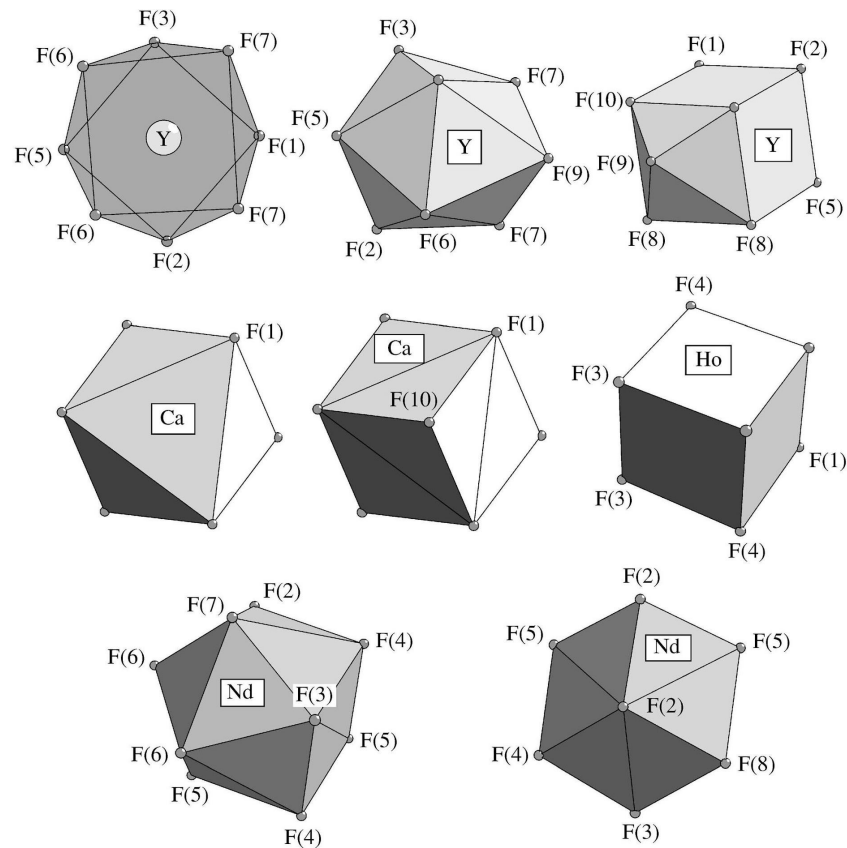 F(3)
F(7)
F(6)
Y
F(1)
F(5)
F(6)
F(7)
F(2)
F(3)
F(7)
F(5)
Y
F(9)
F(2)
F(6)
F(7)
F(1)
F(2)
F(10)
Y
F(9)
F(5)
F(8)
F(8)
F(1)
Ca
F(1)
Ca
F(10)
F(4)
Ho
F(3)
F(1)
F(3)
F(4)
F(2)
F(7)
F(4)
F(6)
Nd
F(3)
F(6)
F(5)
F(5)
F(4)
F(2)
F(5)
Nd
F(5)
F(2)
F(4)
F(8)
F(3)